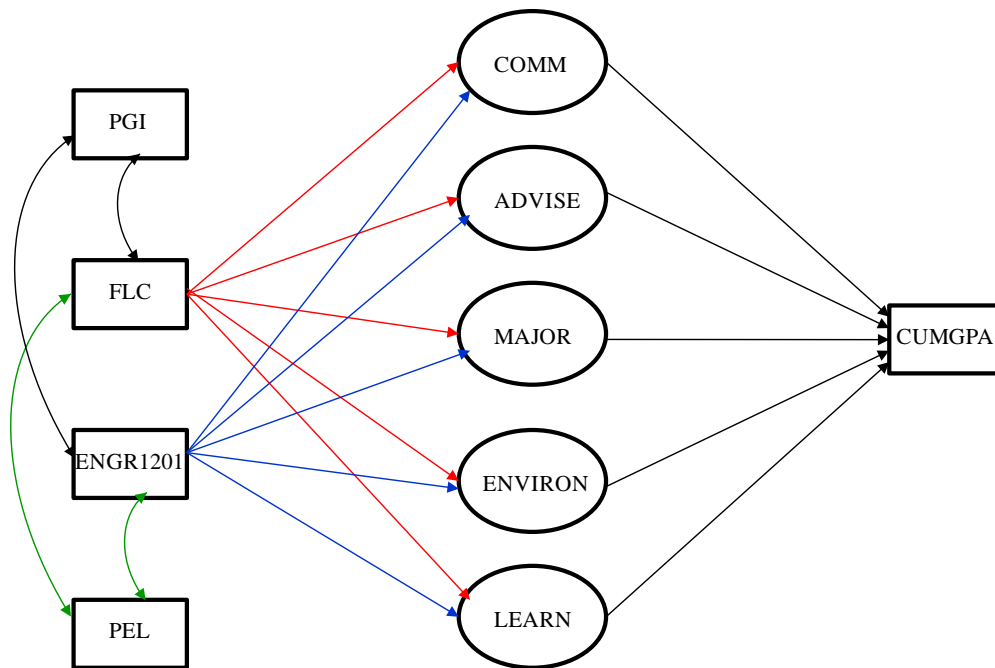 COMM
PGI
ADVISE
FLC
MAJOR
CUMGPA
ENGR1201
ENVIRON
LEARN
PEL